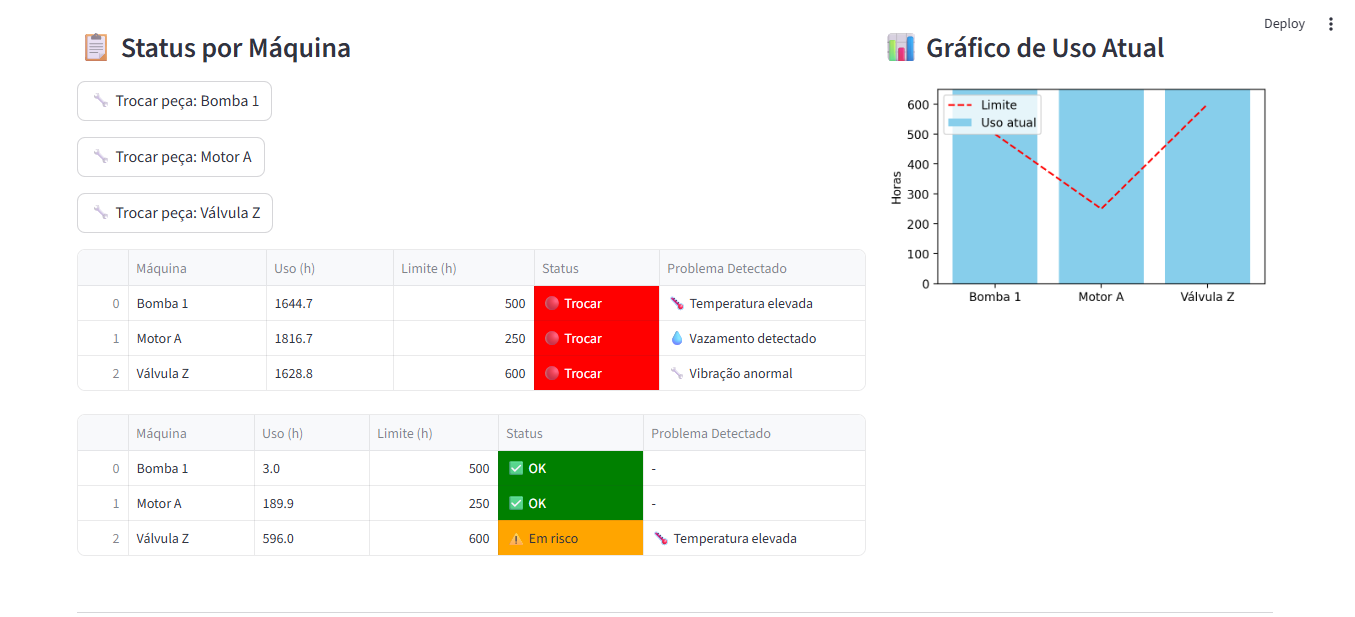 Deploy
Status por Máquina
Trocar peça: Bomba 1
Trocar peça: Motor A
Trocar peça: Válvula Z
Máquina Uso (h) Limite (h) Status Problema Detectado
0 Bomba 1 1644.7 500 Trocar Temperatura elevada
1 Motor A 1816.7 250 Trocar Vazamento detectado
2 Válvula Z 1628.8 600 Trocar Vibração anormal
Máquina Uso (h) Limite (h) Status Problema Detectado
0 Bomba 1 3.0 500 OK -
1 Motor A 189.9 250 OK -
2 Válvula Z 596.0 600 Em risco Temperatura elevada
Gráfico de Uso Atual
Limite
Uso atual
Horas
600
500
400
300
200
100
0
Bomba 1 Motor A Válvula Z